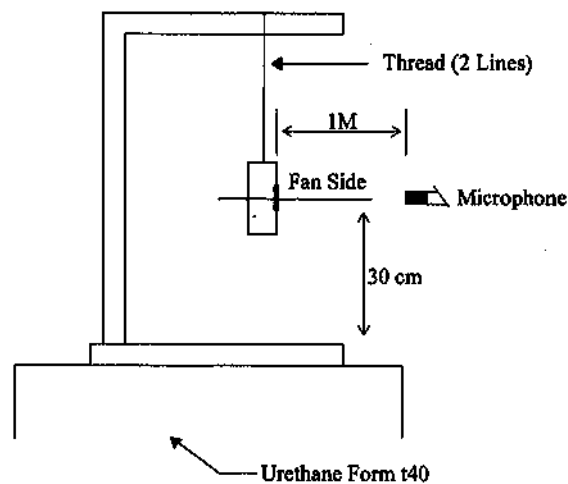 Thread (2 Lines)
1M
Fan Side
Microphone
30 cm
Urethane Form t40